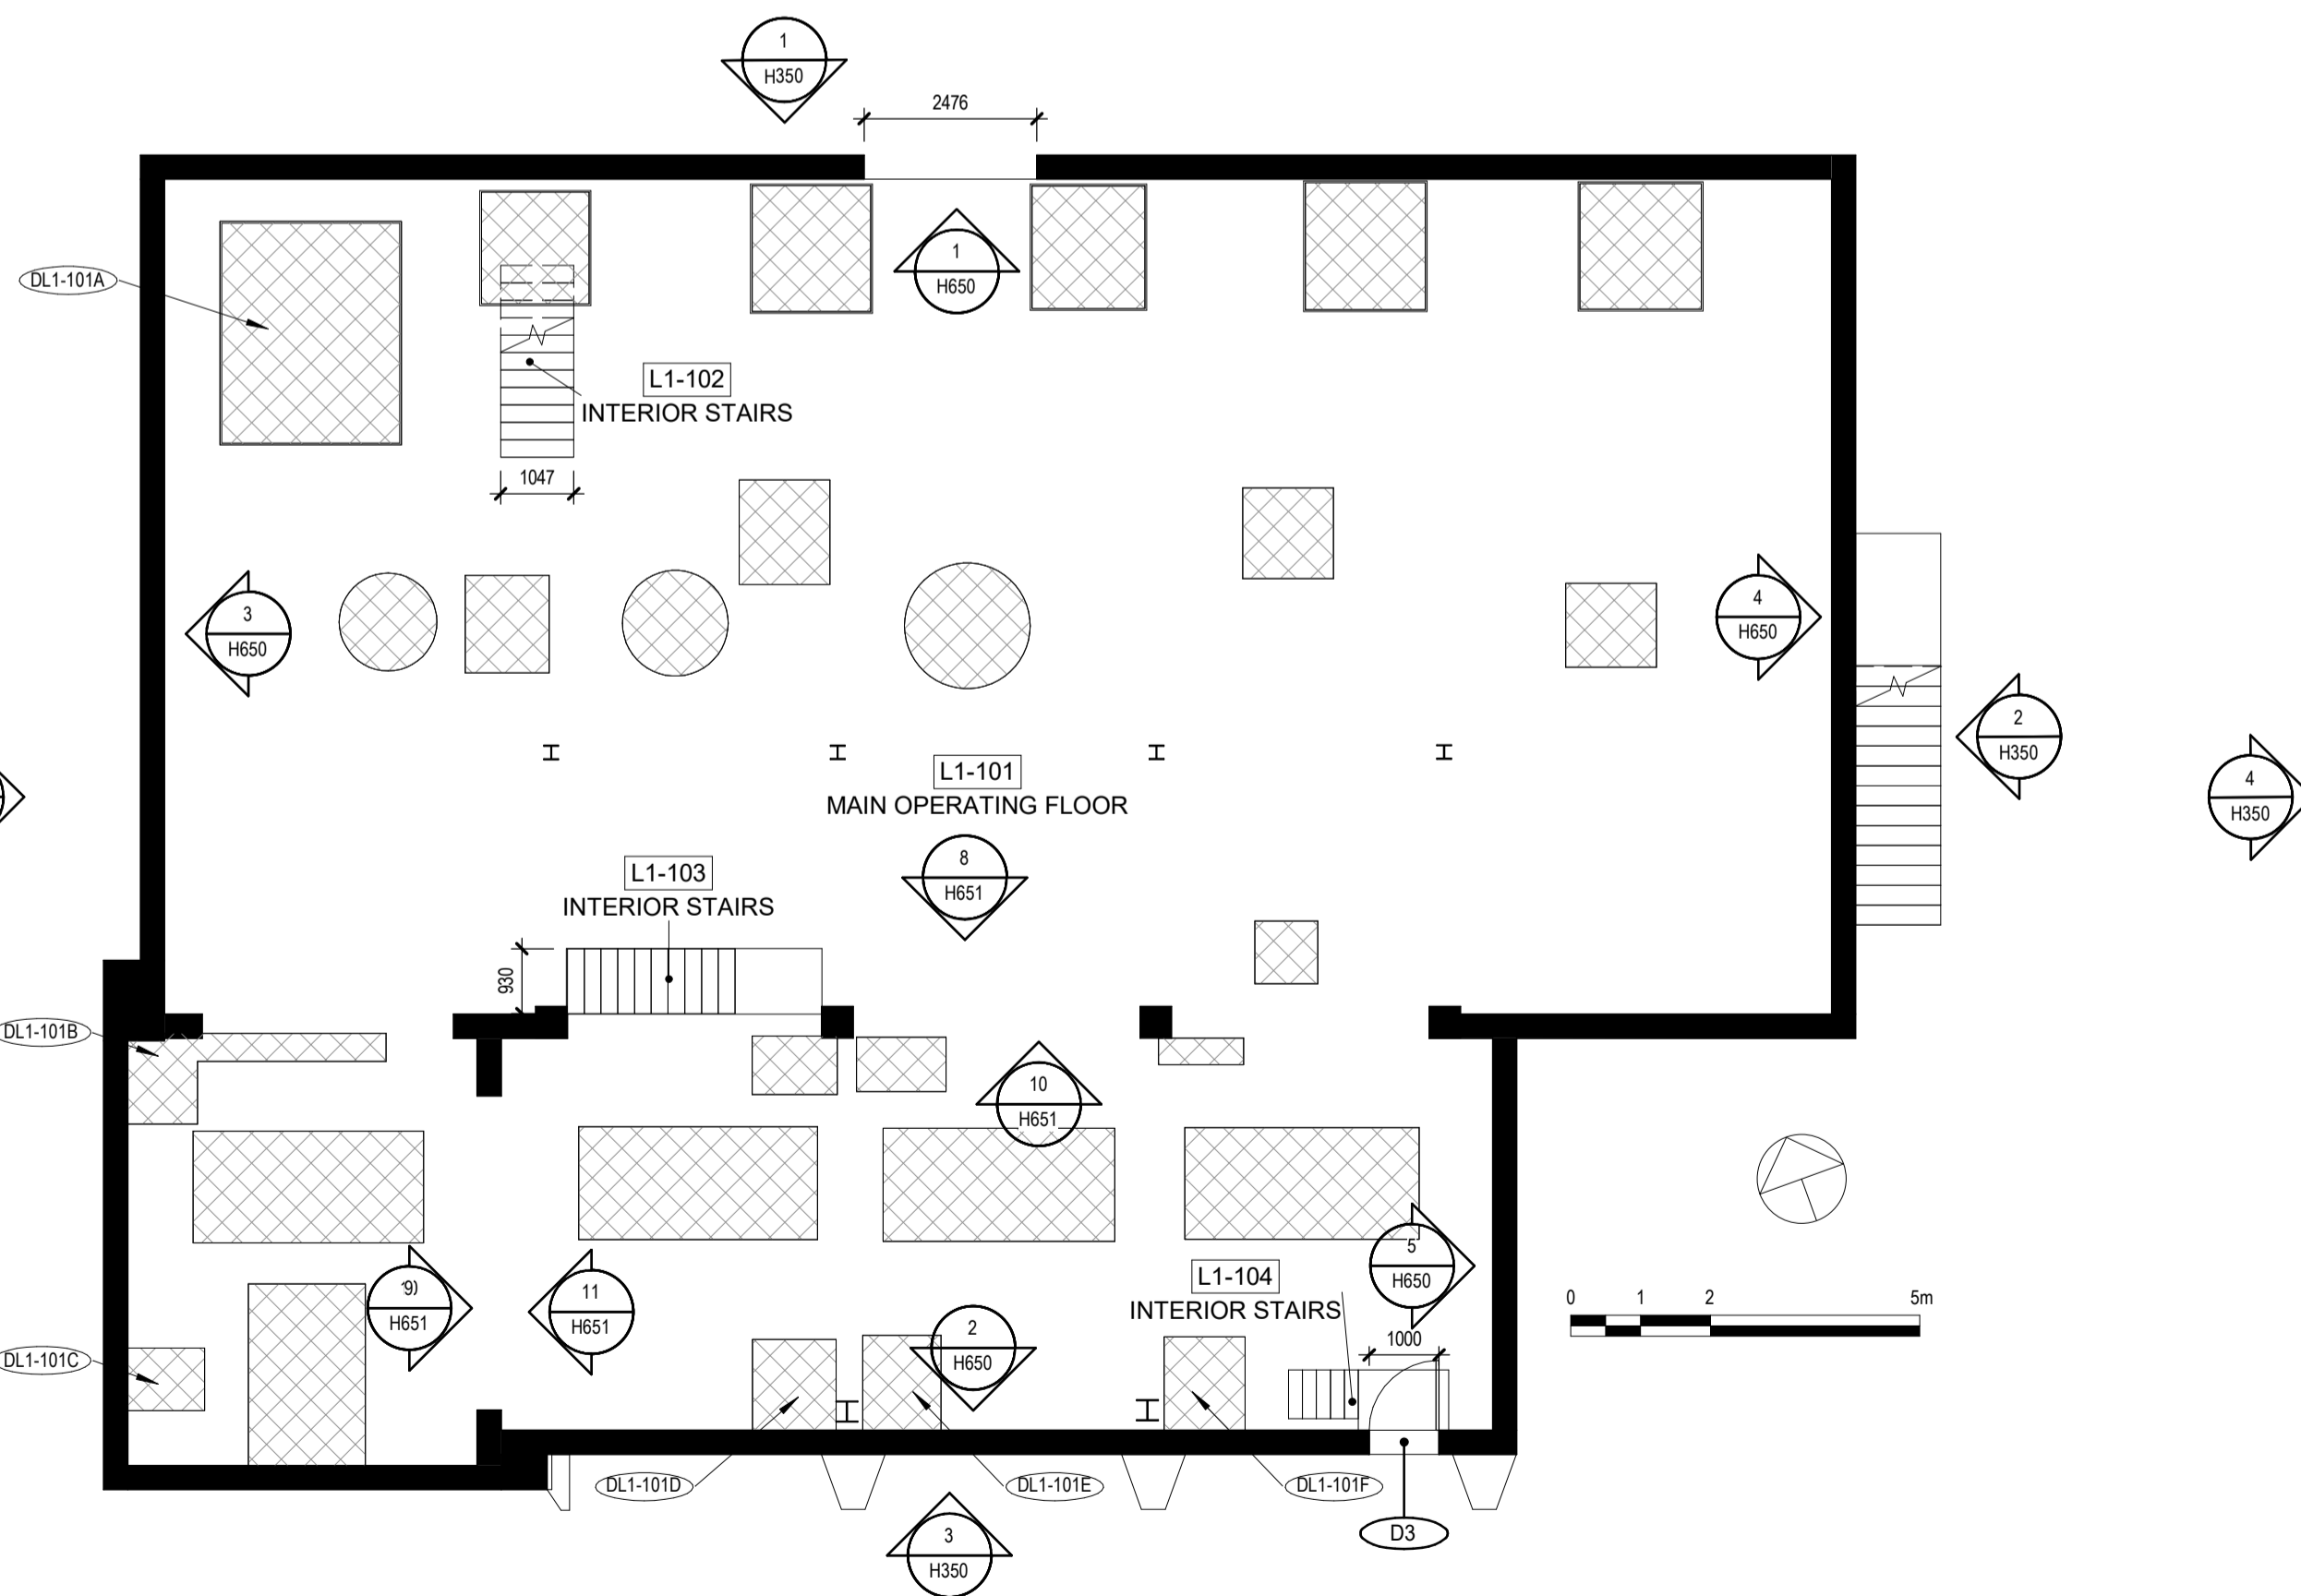 1
H350
2476
DL1-101A
1
H650
L1-102
INTERIOR STAIRS
1047
3
H650
4
H650
2
H350
4
H350
L1-101
MAIN OPERATING FLOOR
8
H651
L1-103
INTERIOR STAIRS
930
DL1-101B
10
H651
5
H650
L1-104
INTERIOR STAIRS
0 1 2 5m
9
H651
11
H651
2
H650
1000
DL1-101C
DL1-101D
DL1-101E
DL1-101F
D3
3
H350